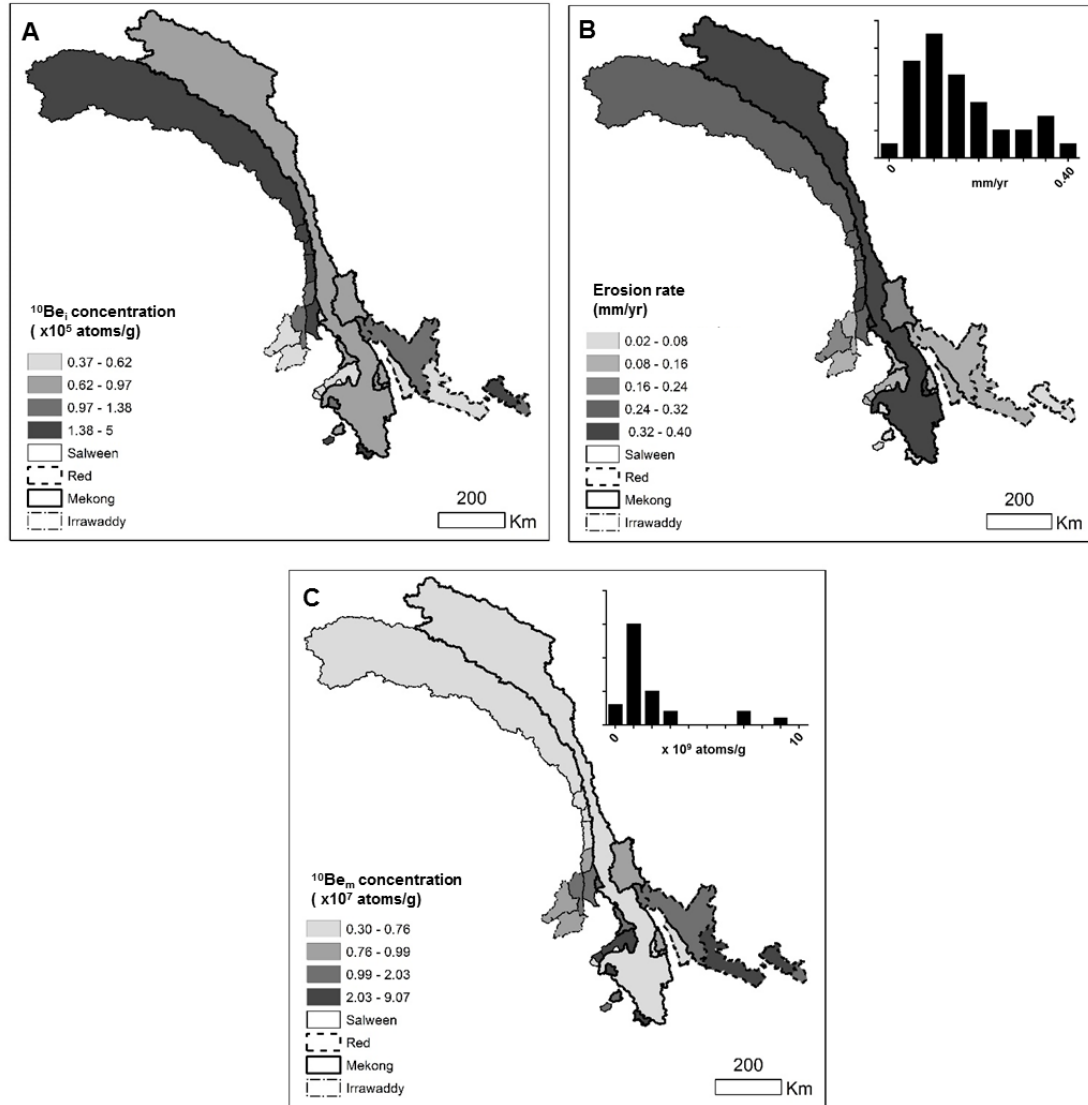 A
¹⁰Beᵢ concentration
( x10⁵ atoms/g)
0.37 - 0.62
0.62 - 0.97
0.97 - 1.38
1.38 - 5
Salween
Red
Mekong
Irrawaddy
200
Km
B
0
0.40
mm/yr
Erosion rate
(mm/yr)
0.02 - 0.08
0.08 - 0.16
0.16 - 0.24
0.24 - 0.32
0.32 - 0.40
Salween
Red
Mekong
Irrawaddy
200
Km
C
0
10
x 10⁹ atoms/g
¹⁰Beₘ concentration
( x10⁷ atoms/g)
0.30 - 0.76
0.76 - 0.99
0.99 - 2.03
2.03 - 9.07
Salween
Red
Mekong
Irrawaddy
200
Km